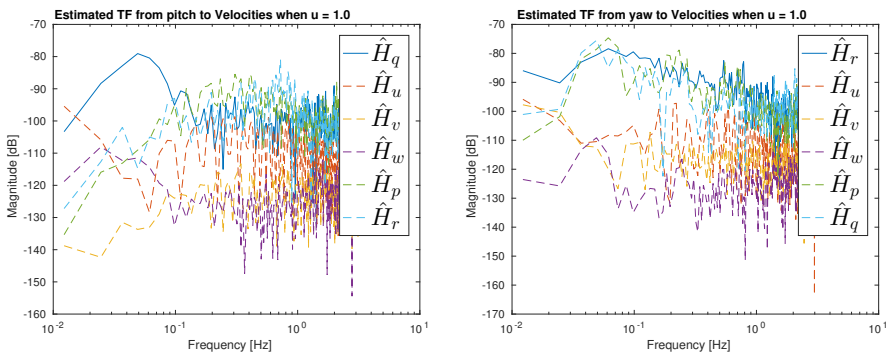 Estimated TF from pitch to Velocities when u = 1.0
-70
-80
-90
-100
-110
-120
-130
-140
-150
-160
Magnitude [dB]
10^-2
10^-1
10^0
10^1
Frequency [Hz]
Ĥ_q
Ĥ_u
Ĥ_v
Ĥ_w
Ĥ_p
Ĥ_r
Estimated TF from yaw to Velocities when u = 1.0
-70
-80
-90
-100
-110
-120
-130
-140
-150
-160
-170
Magnitude [dB]
10^-2
10^-1
10^0
10^1
Frequency [Hz]
Ĥ_r
Ĥ_u
Ĥ_v
Ĥ_w
Ĥ_p
Ĥ_q